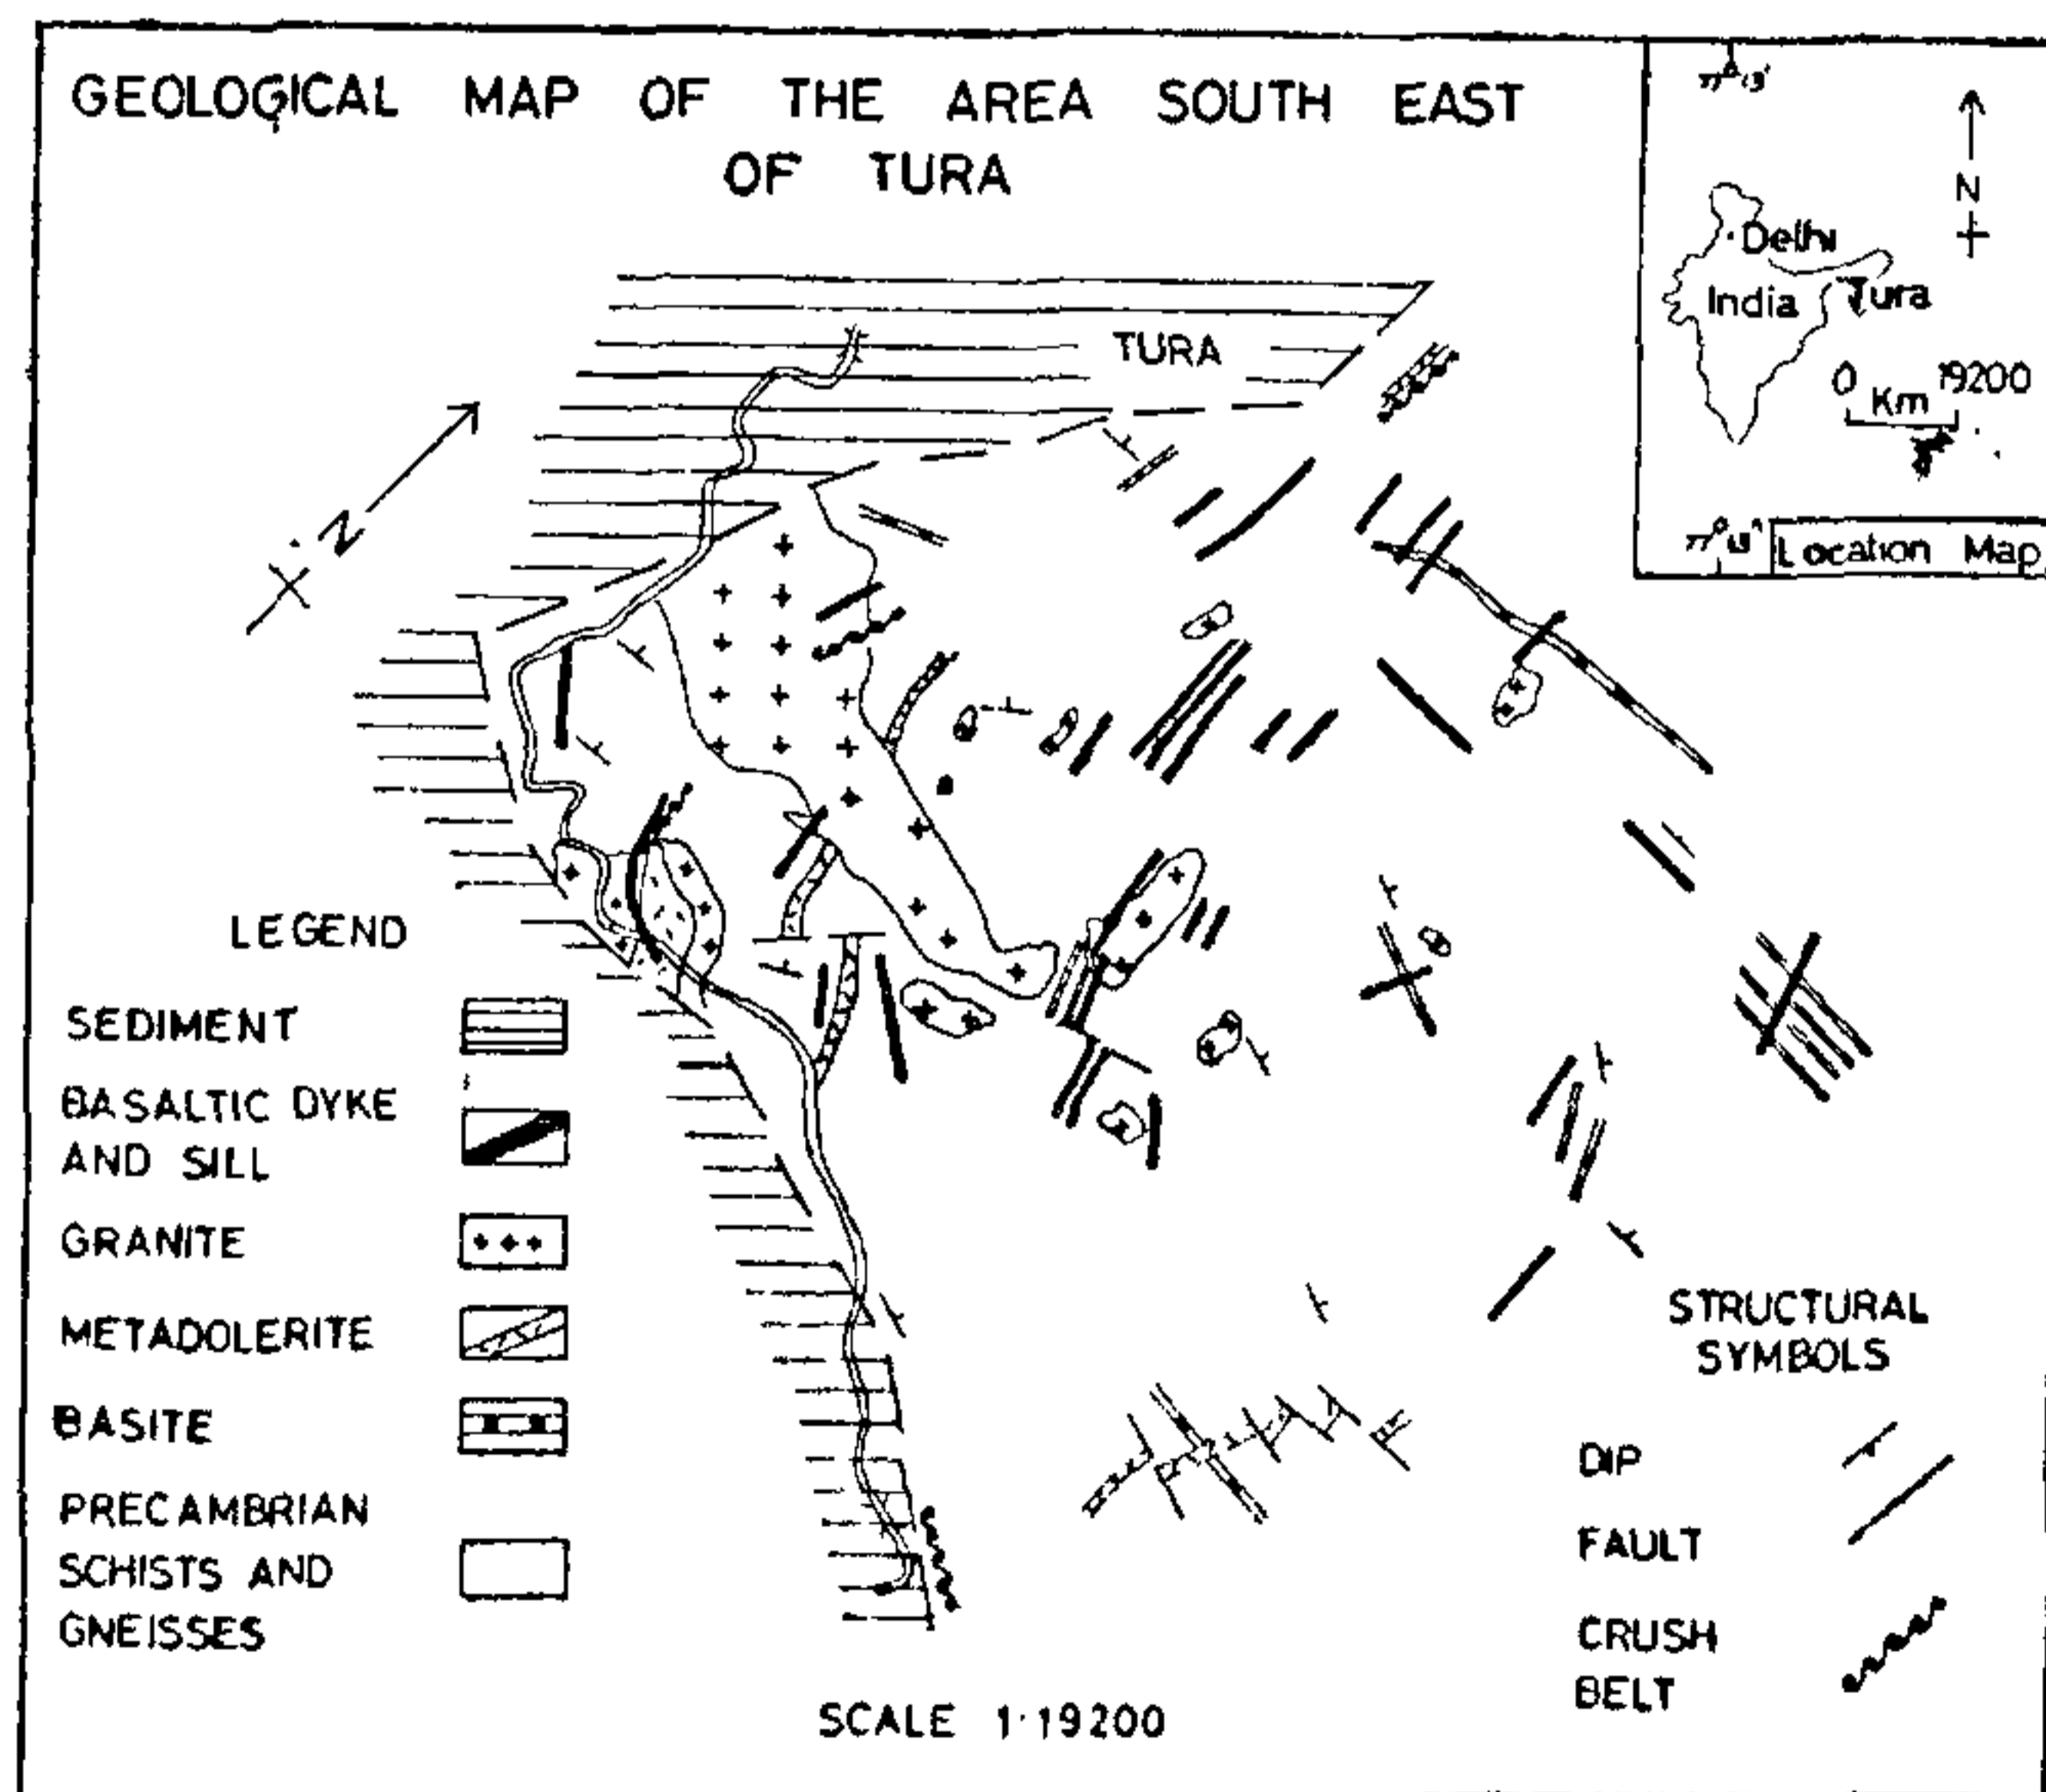 GEOLOGICAL MAP OF THE AREA SOUTH EAST
OF TURA
N
Delhi
India
Tura
0 Km 19200
Location Map
TURA
N
LEGEND
SEDIMENT
BASALTIC DYKE
AND SILL
GRANITE
METADOLERITE
BASITE
PRECAMBRIAN
SCHISTS AND
GNEISSES
STRUCTURAL
SYMBOLS
DIP
FAULT
CRUSH
BELT
SCALE 1:19200